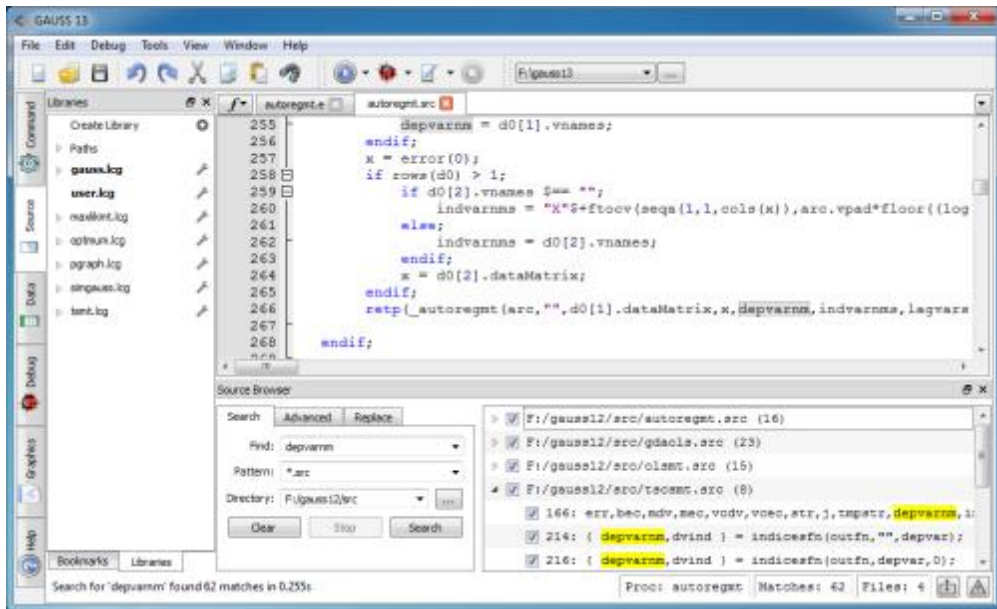 GAUSS 13
File Edit Debug Tools View Window Help
F:\gauss13
Command
Source
Data
Debug
Graphics
Help
Libraries
Create Library
Paths
gauss.lcg
user.lcg
maxlikmt.lcg
optmum.lcg
pgraph.lcg
simgauss.lcg
tsmt.lcg
Bookmarks Libraries
autoregmt.e autoregmt.src
255 depvarnm = d0[1].vnames;
256 endif;
257 x = error(0);
258 if rows(d0) > 1;
259 if d0[2].vnames $== "";
260 indvarnms = "X"$+ftocv(seqa(1,1,cols(x)),arc.vpad*floor((log
261 else;
262 indvarnms = d0[2].vnames;
263 endif;
264 x = d0[2].dataMatrix;
265 endif;
266 retp(_autoregmt(arc,"",d0[1].dataMatrix,x,depvarnm,indvarnms,lagvars
267
268 endif;
Source Browser
Search Advanced Replace
Find: depvarnm
Pattern: *.src
Directory: F:/gauss12/src
...
Clear Stop Search
F:/gauss12/src/autoregmt.src (16)
F:/gauss12/src/gdaols.src (23)
F:/gauss12/src/olsmt.src (15)
F:/gauss12/src/tscsmt.src (8)
166: err,bec,mdv,mec,vodv,voec,str,j,tmpstr,depvarnm,
214: { depvarnm,dvind } = indicesfn(outfn,"",depvar);
216: { depvarnm,dvind } = indicesfn(outfn,depvar,0);
Search for 'depvarnm' found 62 matches in 0.255s
Proc: autoregmt Matches: 62 Files: 4